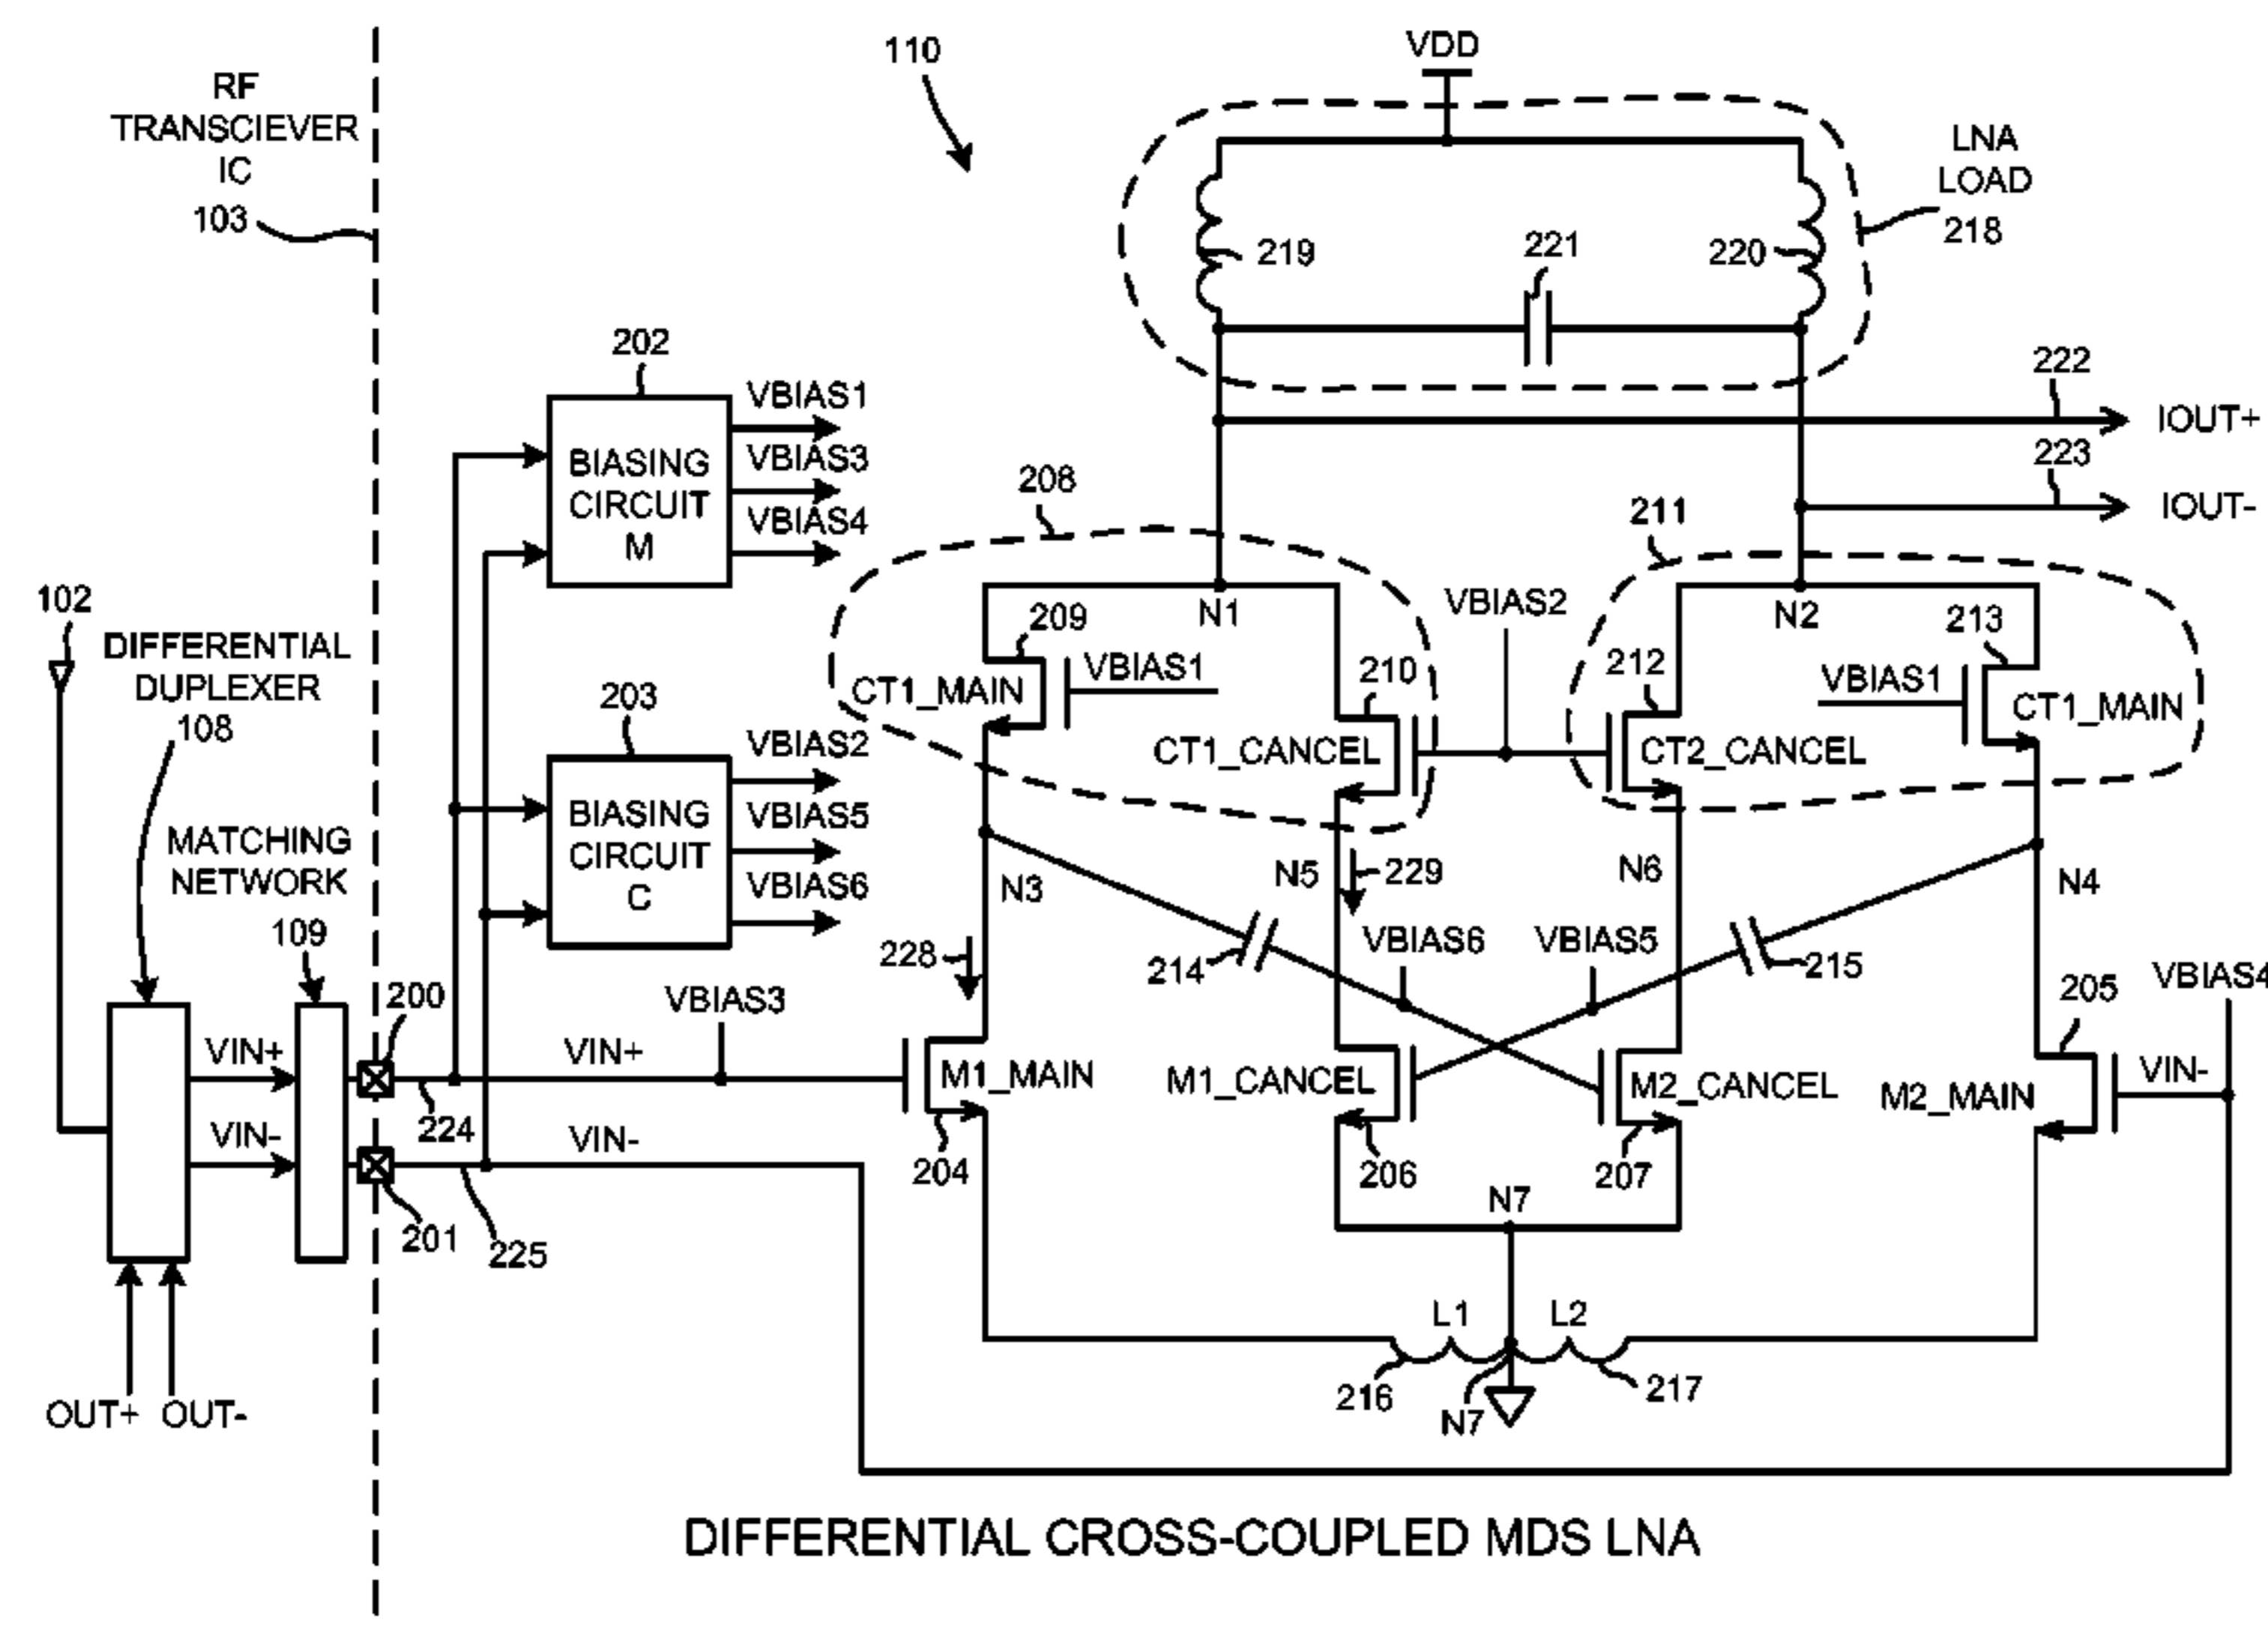 RF
TRANSCIEVER
IC
103
110
VDD
LNA
LOAD
218
219
221
220
222
IOUT+
223
IOUT-
202
BIASING
CIRCUIT
M
VBIAS1
VBIAS3
VBIAS4
208
211
N1
N2
VBIAS2
209
CT1_MAIN
VBIAS1
210
CT1_CANCEL
212
CT2_CANCEL
213
VBIAS1
CT1_MAIN
102
DIFFERENTIAL
DUPLEXER
108
203
BIASING
CIRCUIT
C
VBIAS2
VBIAS5
VBIAS6
MATCHING
NETWORK
109
N3
N5
229
N6
N4
228
214
VBIAS6
VBIAS5
215
205
VBIAS4
200
VBIAS3
VIN+
VIN+
M1_MAIN
M1_CANCEL
M2_CANCEL
M2_MAIN
VIN-
VIN-
224
VIN-
204
206
207
201
225
N7
L1
L2
216
N7
217
OUT+
OUT-
DIFFERENTIAL CROSS-COUPLED MDS LNA